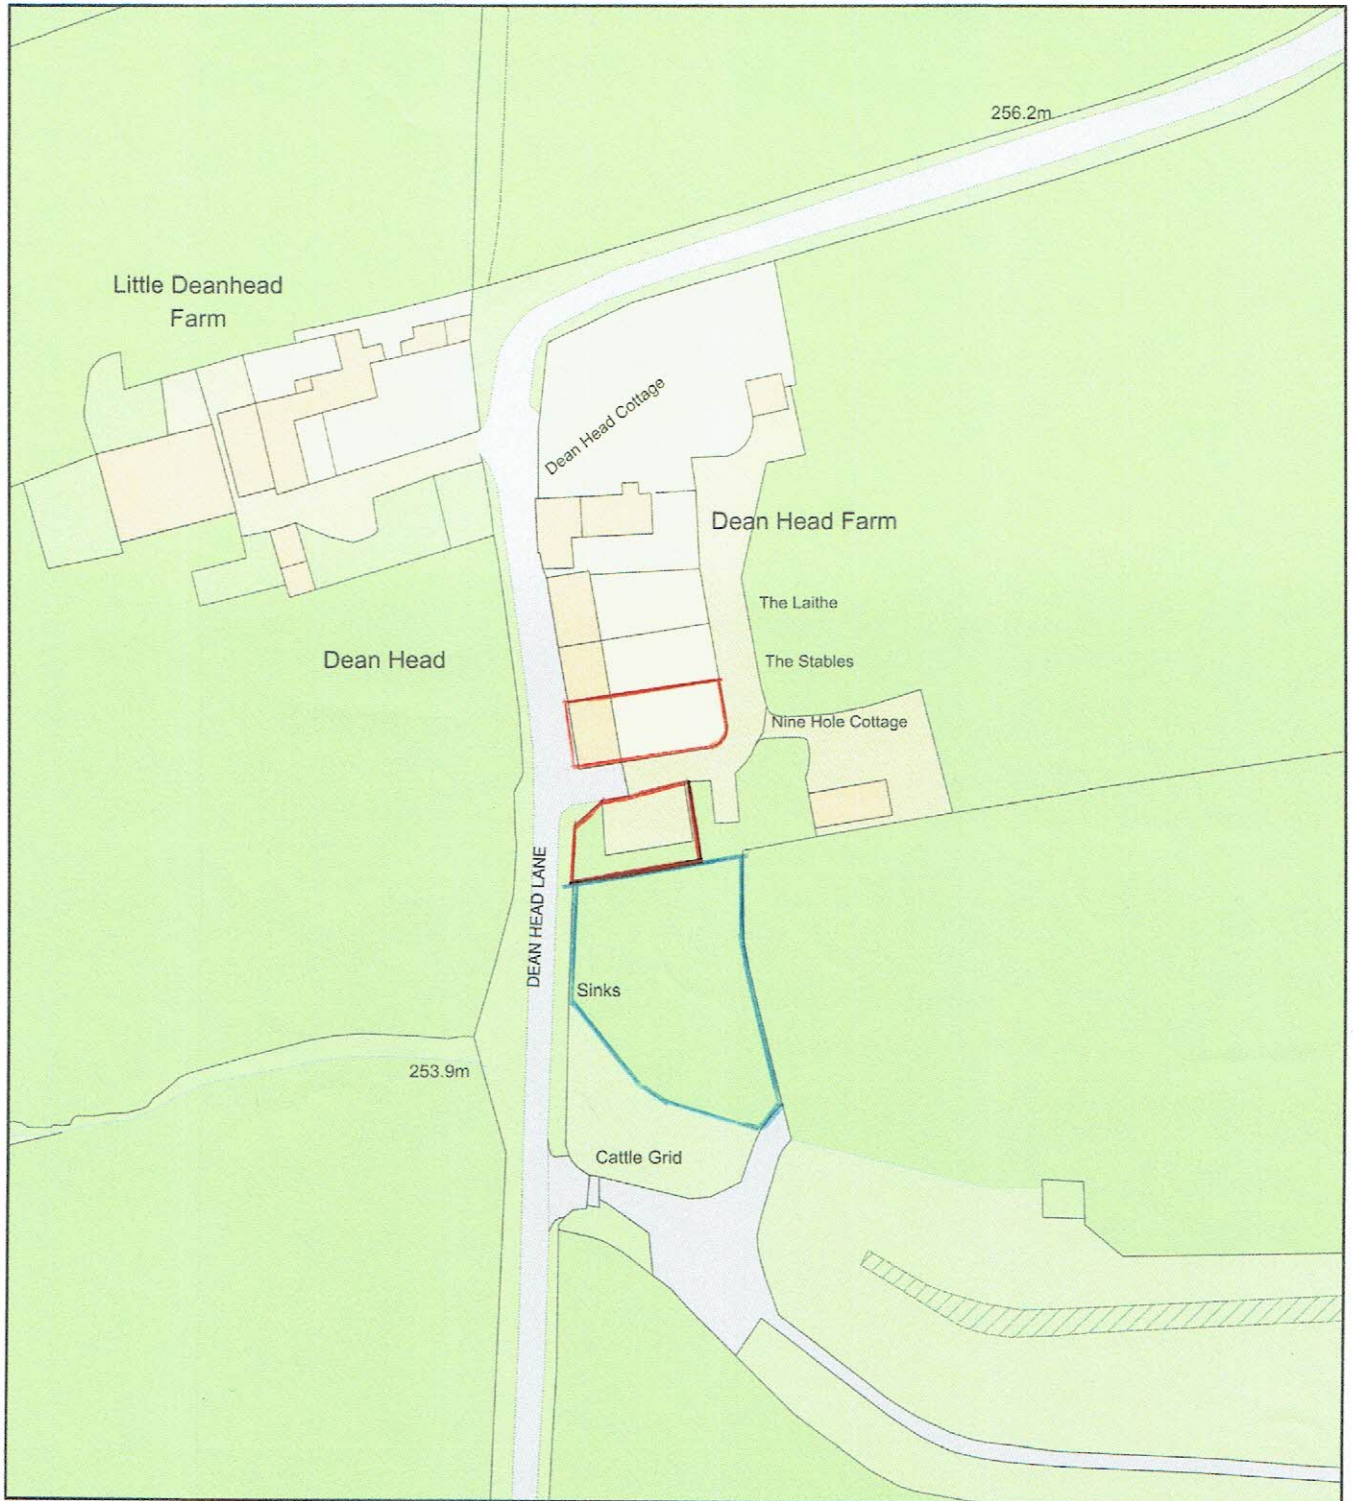 256.2m
Little Deanhead
Farm
Dean Head Cottage
Dean Head Farm
The Laithe
Dean Head
The Stables
Nine Hole Cottage
DEAN HEAD LANE
Sinks
253.9m
Cattle Grid